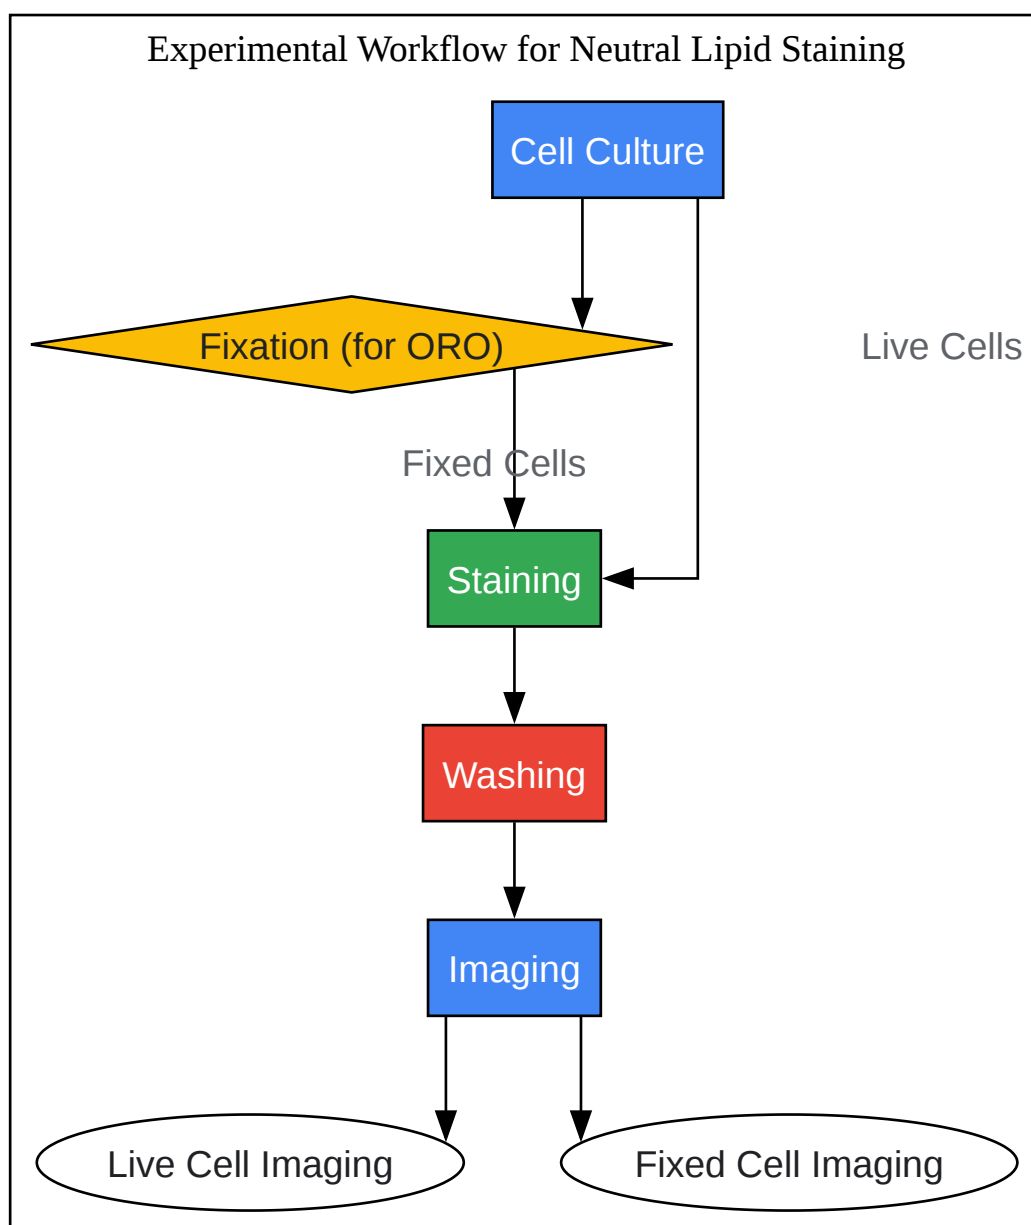 Experimental Workflow for Neutral Lipid Staining
Cell Culture
Fixation (for ORO)
Live Cells
Fixed Cells
Staining
Washing
Imaging
Live Cell Imaging
Fixed Cell Imaging